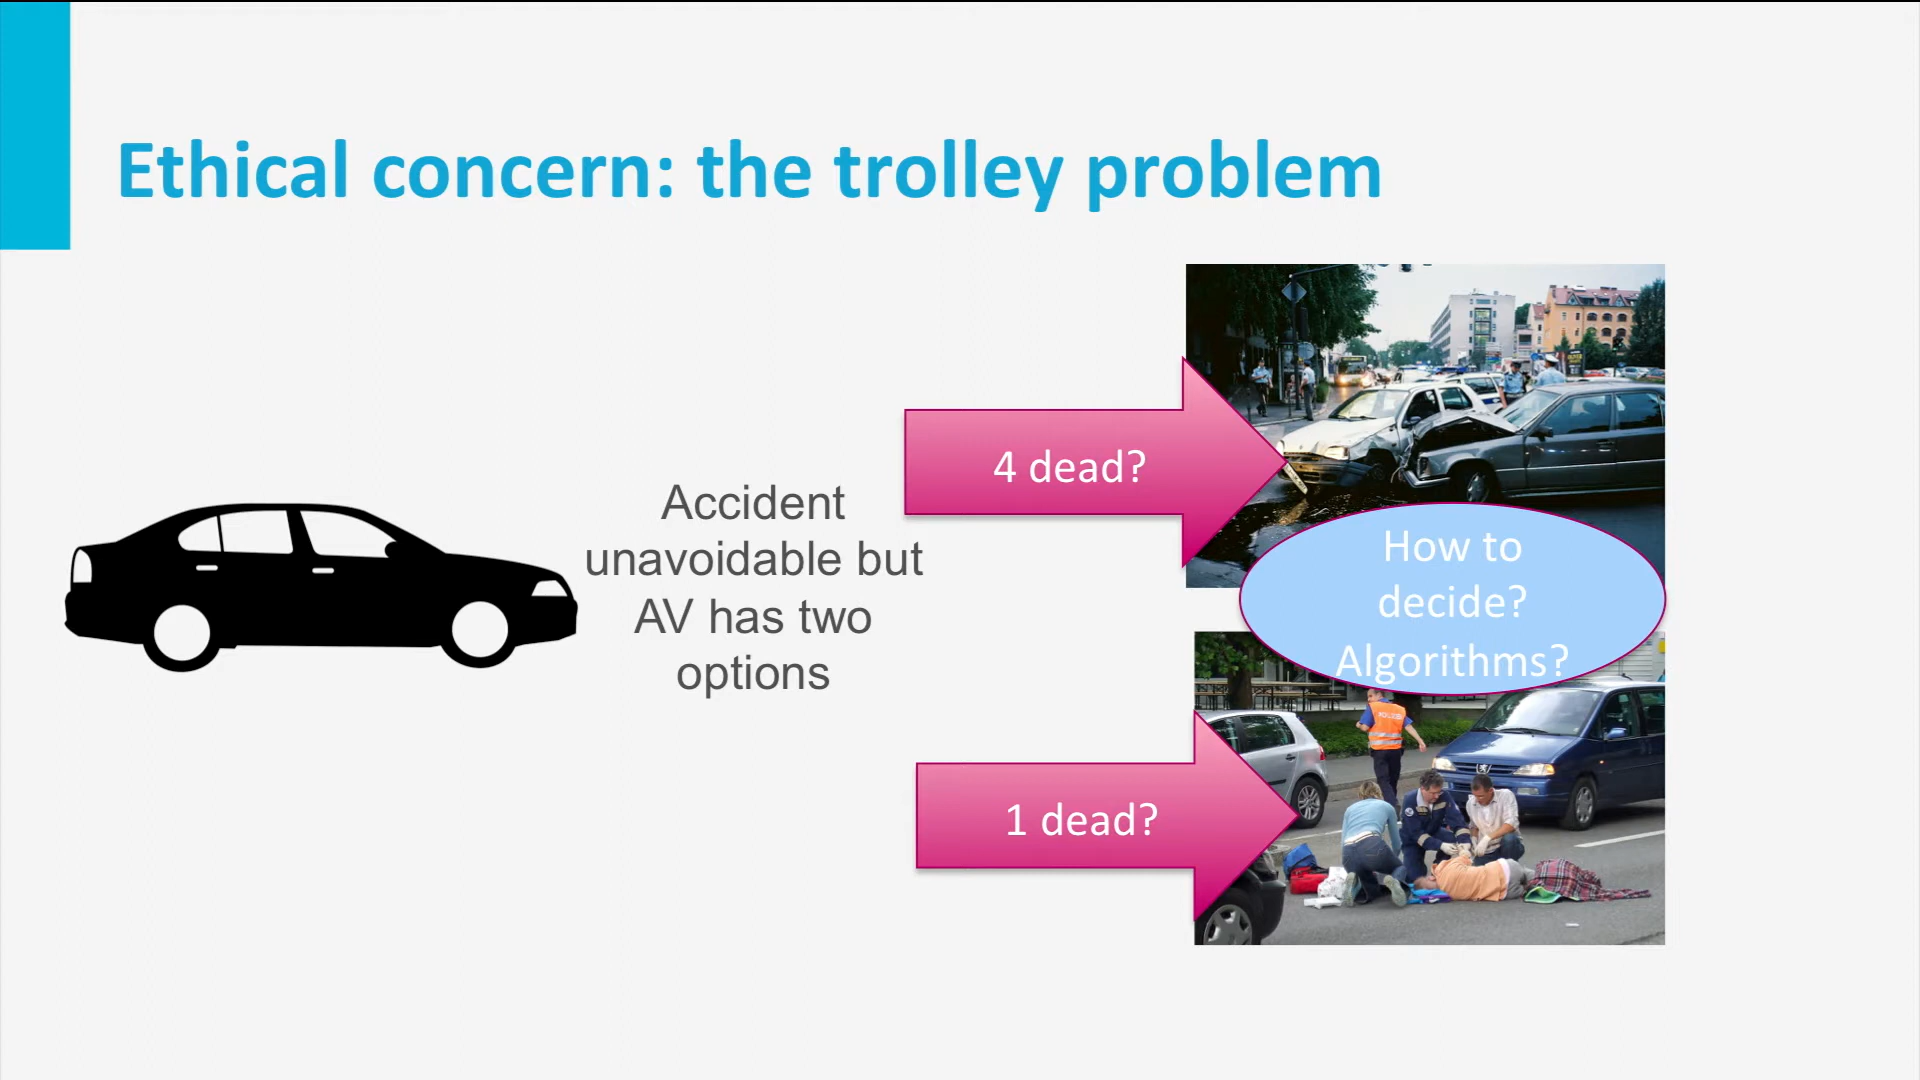 Ethical concern: the trolley problem
Accident
unavoidable but
AV has two
options
4 dead?
How to
decide?
Algorithms?
1 dead?